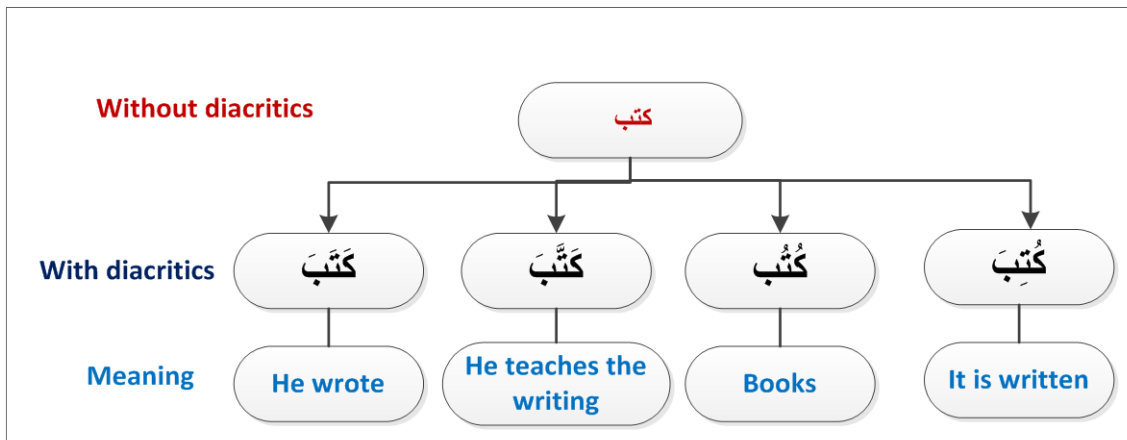 Without diacritics
كتب
With diacritics
كَتَبَ
كَتَّبَ
كُتُب
كُتِبَ
Meaning
He wrote
He teaches the
writing
Books
It is written